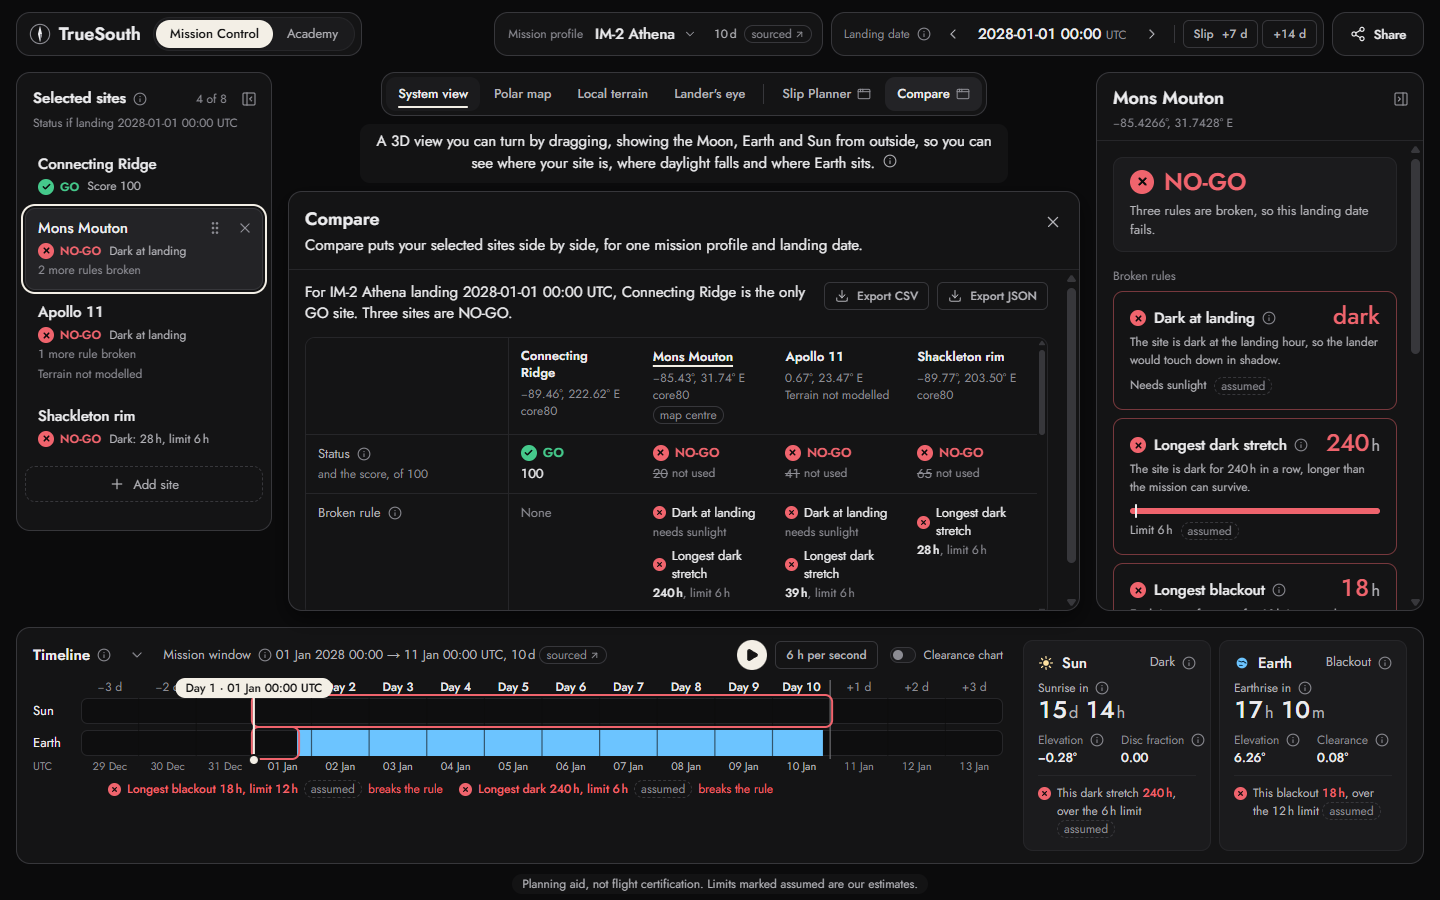 TrueSouth
Mission Control
Academy
Mission profile
IM-2 Athena
10 d
sourced ↗
Landing date
2028-01-01 00:00 UTC
Slip +7 d
+14 d
Share
Selected sites
4 of 8
Status if landing 2028-01-01 00:00 UTC
Connecting Ridge
GO Score 100
Mons Mouton
NO-GO Dark at landing
2 more rules broken
Apollo 11
NO-GO Dark at landing
1 more rule broken
Terrain not modelled
Shackleton rim
NO-GO Dark: 28 h, limit 6 h
+ Add site
System view
Polar map
Local terrain
Lander's eye
Slip Planner
Compare
A 3D view you can turn by dragging, showing the Moon, Earth and Sun from outside, so you can
see where your site is, where daylight falls and where Earth sits.
Compare
Compare puts your selected sites side by side, for one mission profile and landing date.
For IM-2 Athena landing 2028-01-01 00:00 UTC, Connecting Ridge is the only
GO site. Three sites are NO-GO.
Export CSV
Export JSON
Connecting
Ridge
−89.46°, 222.62° E
core80
Mons Mouton
−85.43°, 31.74° E
core80
map centre
Apollo 11
0.67°, 23.47° E
Terrain not modelled
Shackleton rim
−89.77°, 203.50° E
core80
Status
and the score, of 100
GO
100
NO-GO
20 not used
NO-GO
41 not used
NO-GO
65 not used
Broken rule
None
Dark at landing
needs sunlight
Longest dark
stretch
240 h, limit 6 h
Dark at landing
needs sunlight
Longest dark
stretch
39 h, limit 6 h
Longest dark
stretch
28 h, limit 6 h
Mons Mouton
−85.4266°, 31.7428° E
NO-GO
Three rules are broken, so this landing date
fails.
Broken rules
Dark at landing
dark
The site is dark at the landing hour, so the lander
would touch down in shadow.
Needs sunlight assumed
Longest dark stretch
240 h
The site is dark for 240 h in a row, longer than
the mission can survive.
Limit 6 h assumed
Longest blackout
18 h
Timeline
Mission window
01 Jan 2028 00:00 → 11 Jan 00:00 UTC, 10 d sourced ↗
6 h per second
Clearance chart
−3 d
−2 d
Day 1 · 01 Jan 00:00 UTC
Day 2
Day 3
Day 4
Day 5
Day 6
Day 7
Day 8
Day 9
Day 10
+1 d
+2 d
+3 d
Sun
Earth
UTC
29 Dec
30 Dec
31 Dec
01 Jan
02 Jan
03 Jan
04 Jan
05 Jan
06 Jan
07 Jan
08 Jan
09 Jan
10 Jan
11 Jan
12 Jan
13 Jan
Longest blackout 18 h, limit 12 h assumed breaks the rule
Longest dark 240 h, limit 6 h assumed breaks the rule
Sun
Dark
Sunrise in
15 d 14 h
Elevation
−0.28°
Disc fraction
0.00
This dark stretch 240 h,
over the 6 h limit
assumed
Earth
Blackout
Earthrise in
17 h 10 m
Elevation
6.26°
Clearance
0.08°
This blackout 18 h, over
the 12 h limit assumed
Planning aid, not flight certification. Limits marked assumed are our estimates.